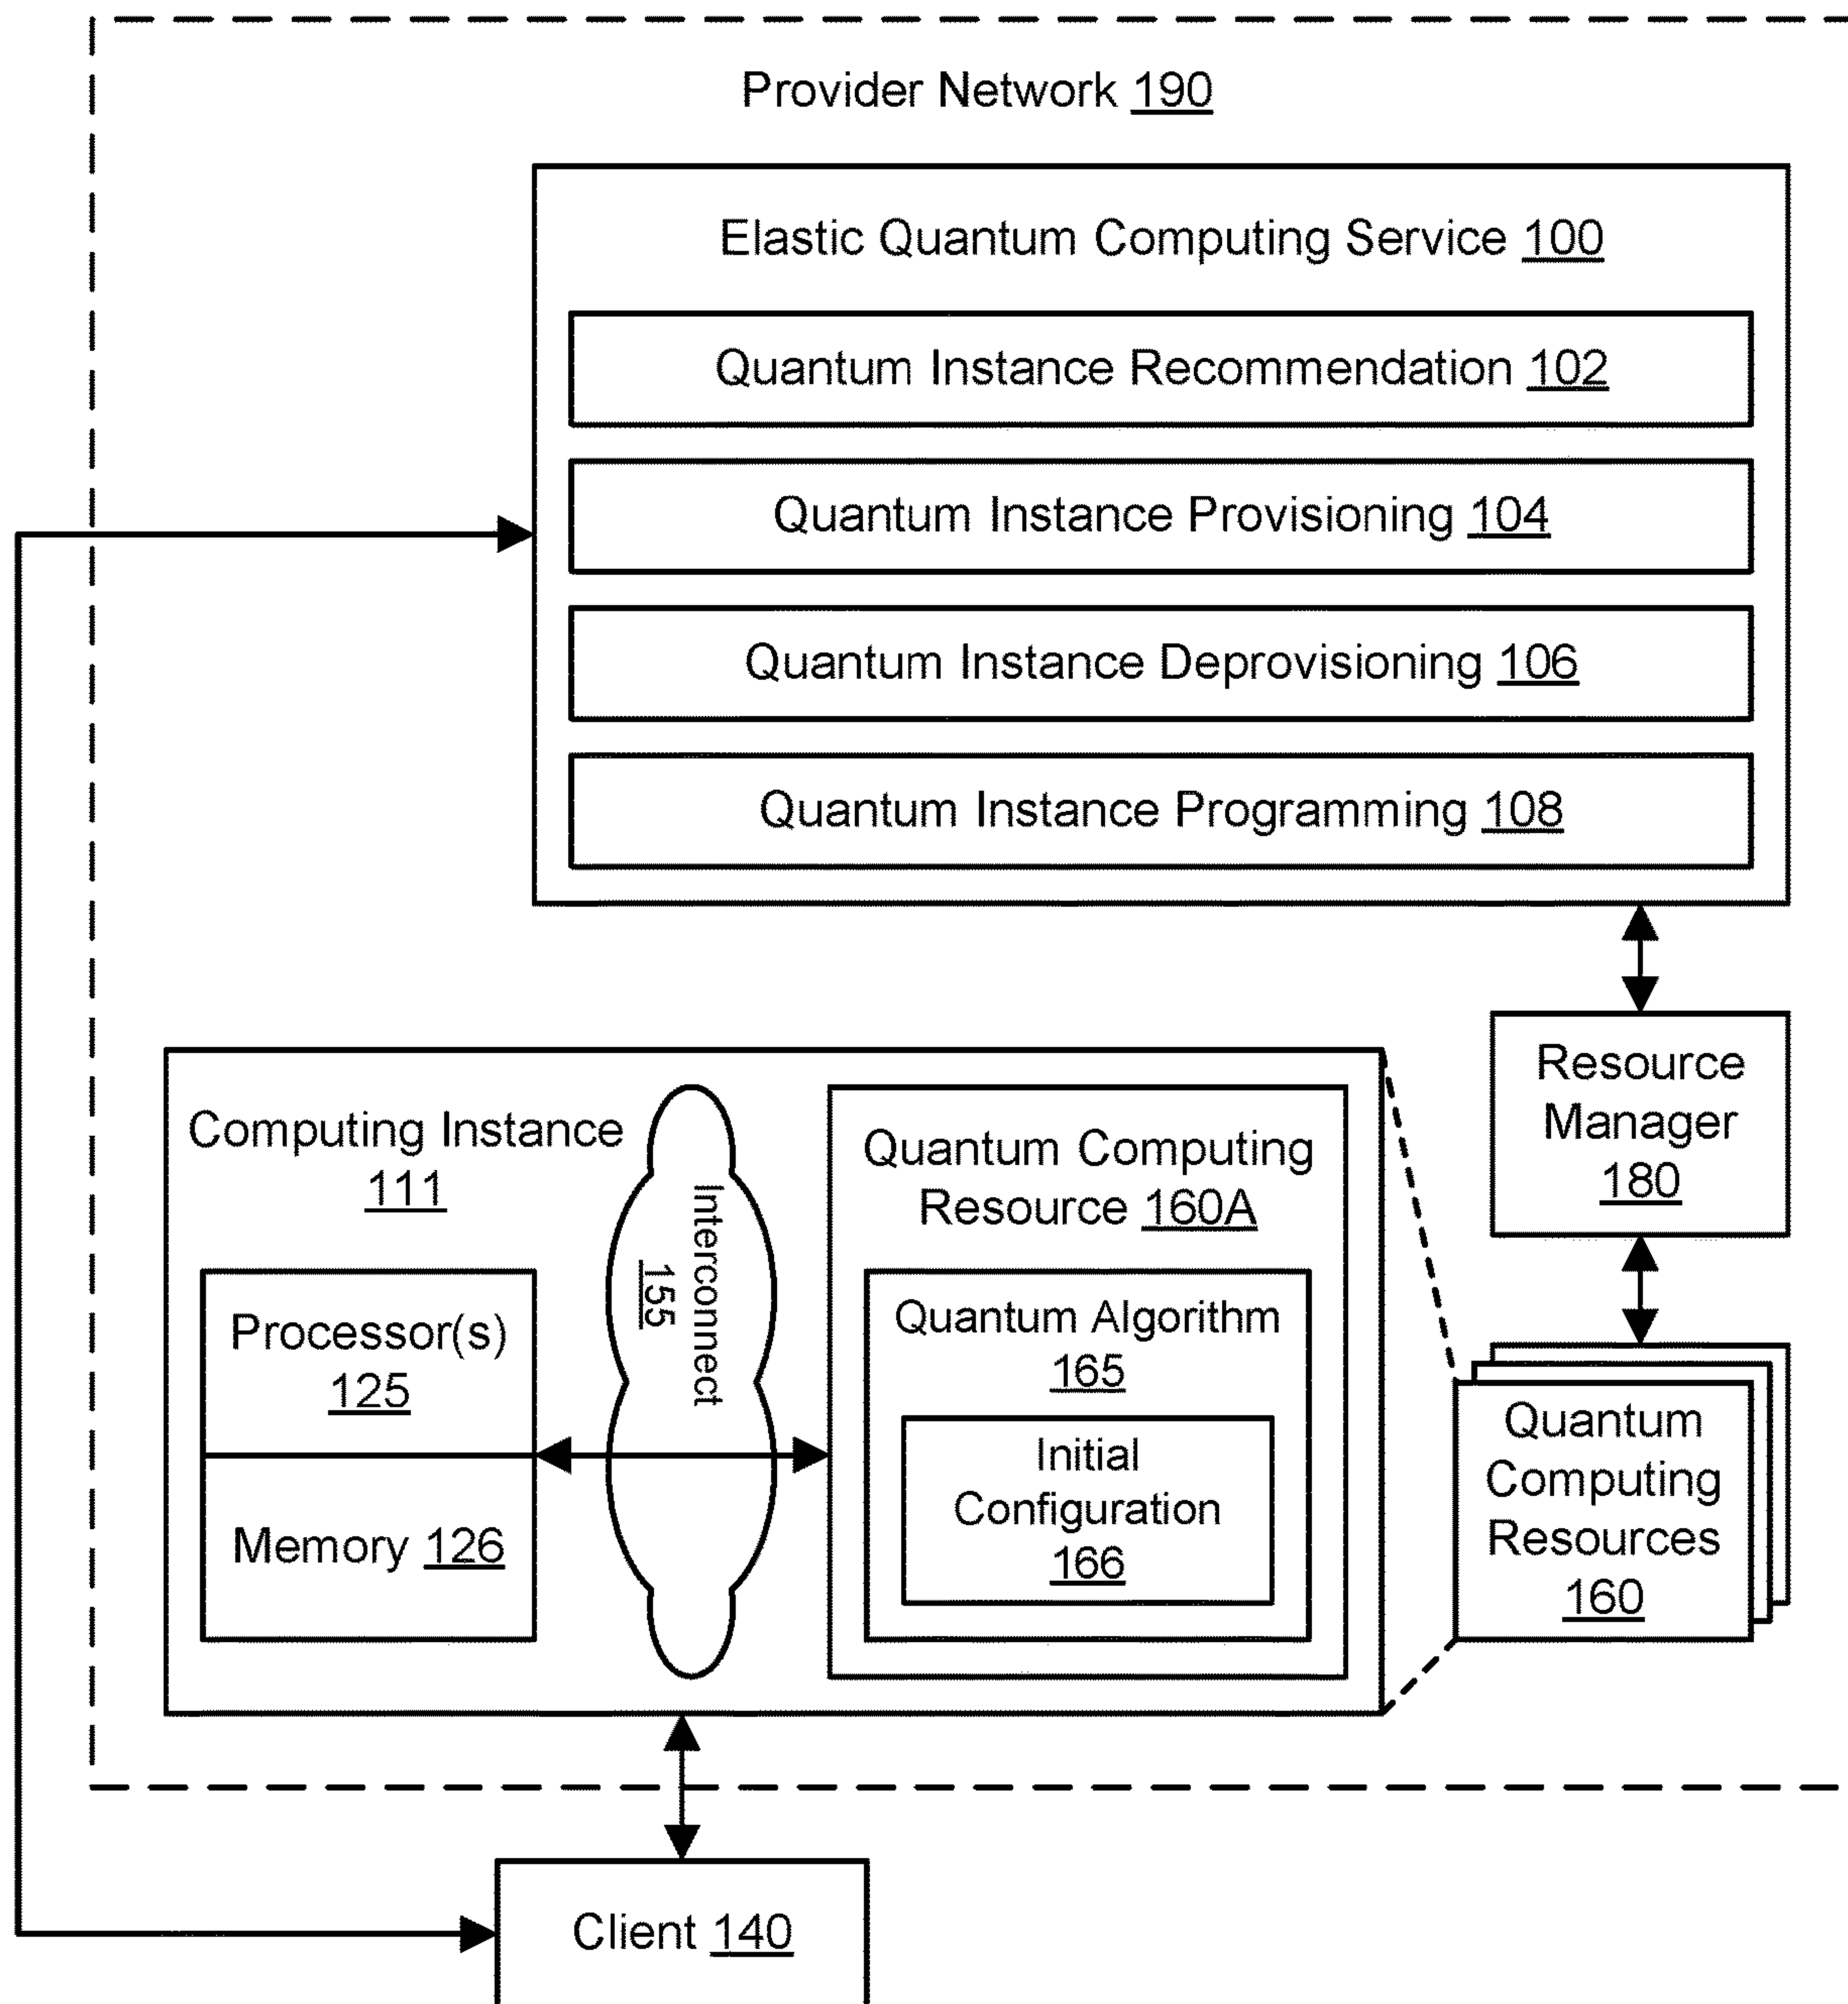 Provider Network 190
Elastic Quantum Computing Service 100
Quantum Instance Recommendation 102
Quantum Instance Provisioning 104
Quantum Instance Deprovisioning 106
Quantum Instance Programming 108
Resource
Manager
180
Computing Instance
111
Processor(s)
125
Memory 126
Interconnect
155
Quantum Computing
Resource 160A
Quantum Algorithm
165
Initial
Configuration
166
Quantum
Computing
Resources
160
Client 140